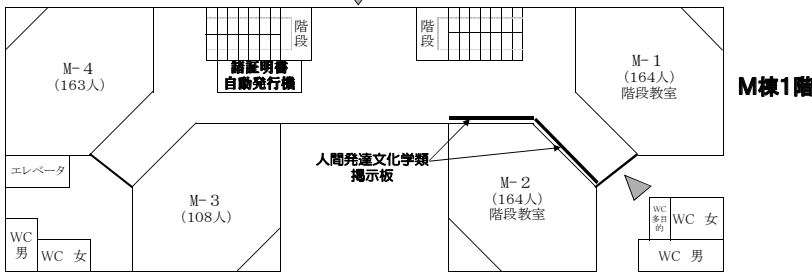 階
段
階
段
M-4
(163人)
諸証明書
自動発行機
M-1
(164人)
階段教室
M棟1階
エレベータ
人間発達文化学類
掲示板
M-3
(108人)
M-2
(164人)
階段教室
WC
男
WC 女
WC
多目
的
WC 女
WC 男